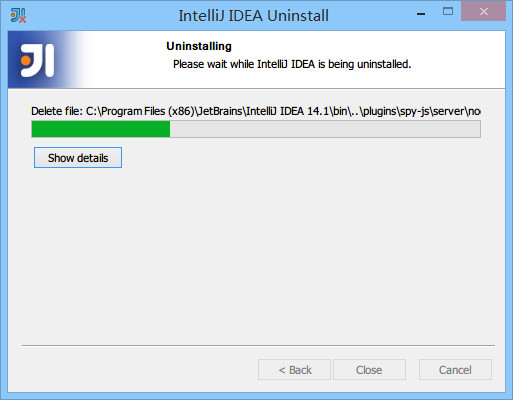 IntelliJ IDEA Uninstall
Uninstalling
Please wait while IntelliJ IDEA is being uninstalled.
Delete file: C:\Program Files (x86)\JetBrains\IntelliJ IDEA 14.1\bin\..\plugins\spy-js\server\no
Show details
< Back
Close
Cancel